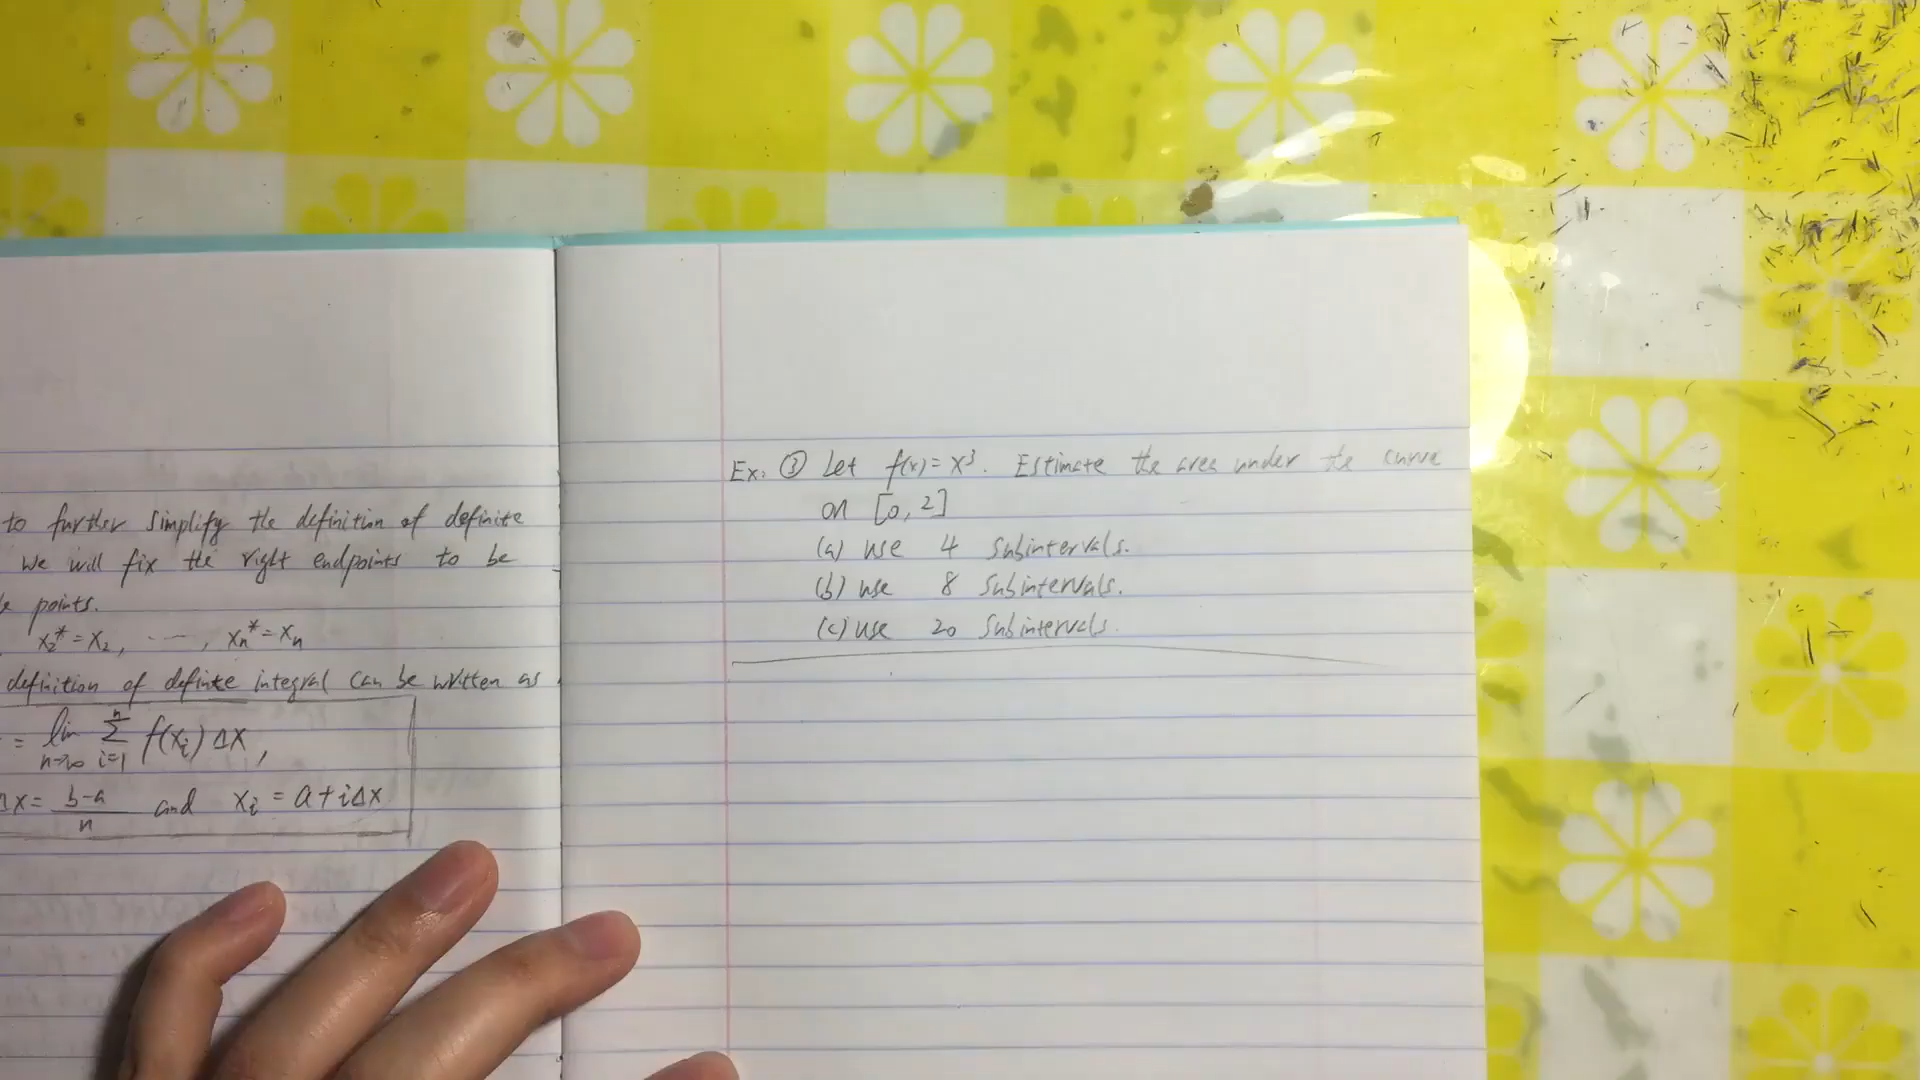 to further simplify the definition of definite
We will fix the right endpoints to be
points.
x₂* = x₂, ..., xₙ* = xₙ
definition of definite integral can be written as
= lim n→∞ Σ i=1 n f(xᵢ) Δx,
Δx = b-a / n and xᵢ = a + iΔx
Ex. ③ Let f(x) = x³. Estimate the area under the curve
on [0, 2]
(a) use 4 subintervals.
(b) use 8 subintervals.
(c) use 20 subintervals.